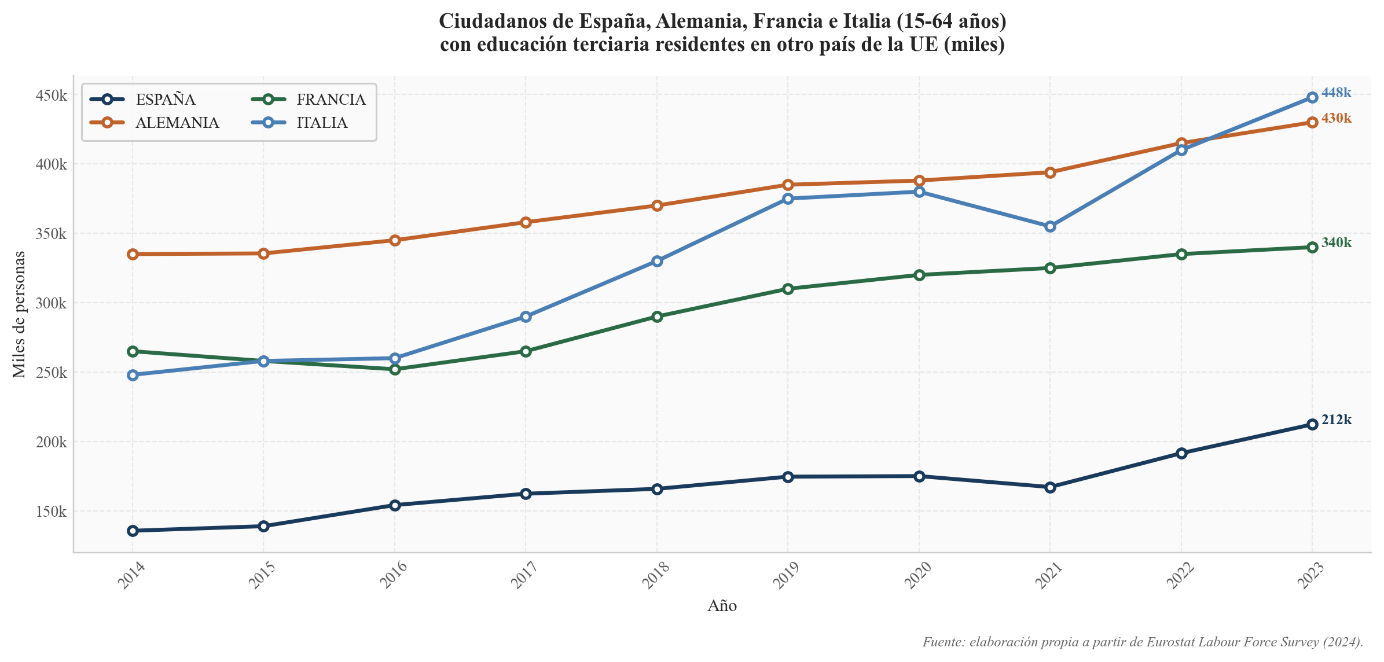 Ciudadanos de España, Alemania, Francia e Italia (15-64 años)
con educación terciaria residentes en otro país de la UE (miles)
ESPAÑA
ALEMANIA
FRANCIA
ITALIA
Miles de personas
450k
400k
350k
300k
250k
200k
150k
448k
430k
340k
212k
2014
2015
2016
2017
2018
2019
2020
2021
2022
2023
Año
Fuente: elaboración propia a partir de Eurostat Labour Force Survey (2024).